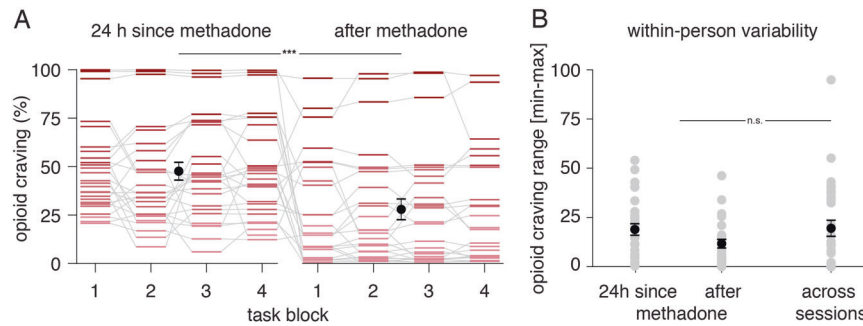 A
24 h since methadone
after methadone
***
opioid craving (%)
100
75
50
25
0
1 2 3 4 1 2 3 4
task block
B
within-person variability
opioid craving range [min-max]
100
75
50
25
0
n.s.
24h since after across
methadone sessions